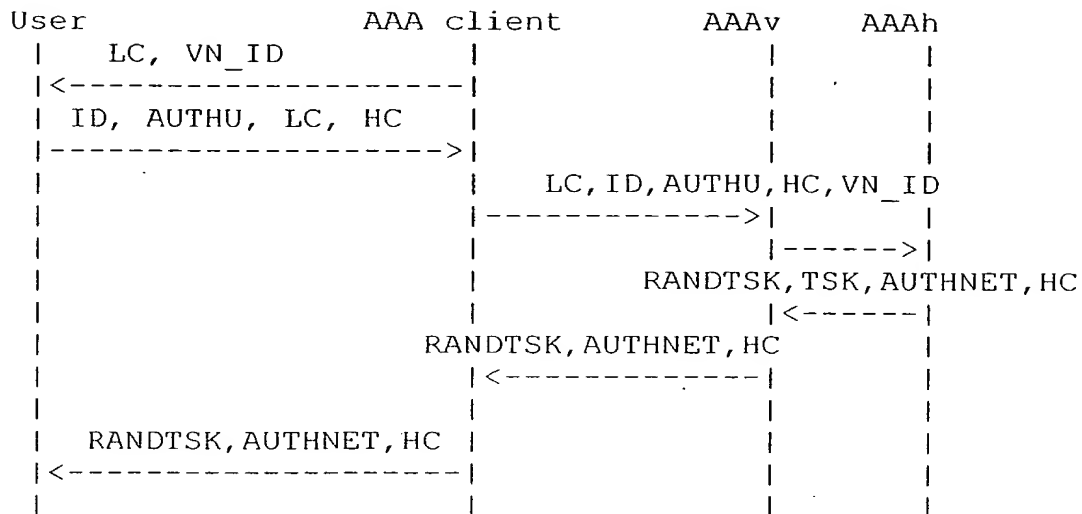 User AAA client AAAv AAAh
LC, VN_ID
ID, AUTHU, LC, HC
LC,ID,AUTHU,HC,VN_ID
RANDTSK,TSK,AUTHNET,HC
RANDTSK,AUTHNET,HC
RANDTSK,AUTHNET,HC